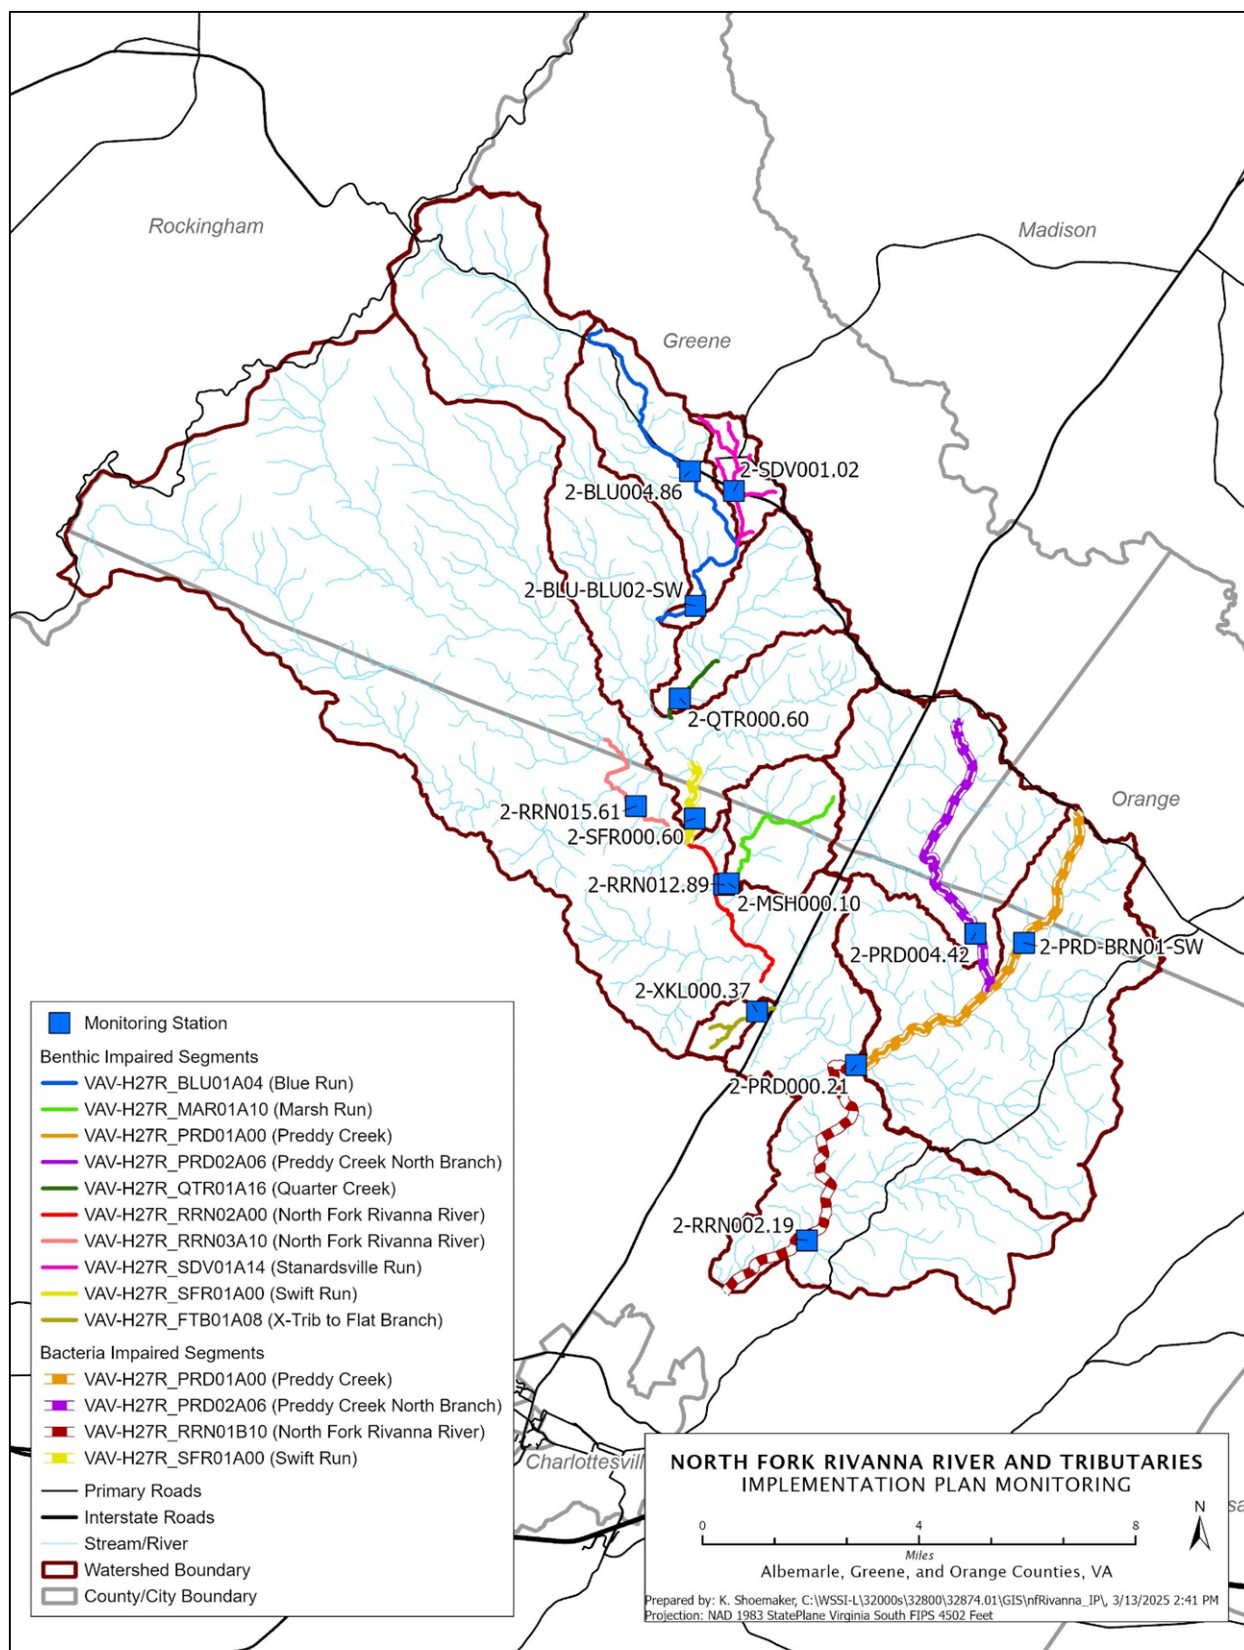 Rockingham
Madison
Greene
2-SDV001.02
2-BLU004.86
2-BLU-BLU02-SW
2-QTR000.60
Orange
2-RRN015.61
2-SFR000.60
2-RRN012.89
2-MSH000.10
2-PRD004.42
2-PRD-BRN01-SW
2-XKL000.37
2-PRD000.21
2-RRN002.19
Monitoring Station
Benthic Impaired Segments
VAV-H27R_BLU01A04 (Blue Run)
VAV-H27R_MAR01A10 (Marsh Run)
VAV-H27R_PRD01A00 (Preddy Creek)
VAV-H27R_PRD02A06 (Preddy Creek North Branch)
VAV-H27R_QTR01A16 (Quarter Creek)
VAV-H27R_RRN02A00 (North Fork Rivanna River)
VAV-H27R_RRN03A10 (North Fork Rivanna River)
VAV-H27R_SDV01A14 (Stanardsville Run)
VAV-H27R_SFR01A00 (Swift Run)
VAV-H27R_FTB01A08 (X-Trib to Flat Branch)
Bacteria Impaired Segments
VAV-H27R_PRD01A00 (Preddy Creek)
VAV-H27R_PRD02A06 (Preddy Creek North Branch)
VAV-H27R_RRN01B10 (North Fork Rivanna River)
VAV-H27R_SFR01A00 (Swift Run)
Primary Roads
Interstate Roads
Stream/River
Watershed Boundary
County/City Boundary
Charlottesvill
NORTH FORK RIVANNA RIVER AND TRIBUTARIES
IMPLEMENTATION PLAN MONITORING
0 4 8
Miles
N
Albemarle, Greene, and Orange Counties, VA
Prepared by: K. Shoemaker, C:\WSSI-L\32000s\32800\32874.01\GIS\nfRivanna_IP\, 3/13/2025 2:41 PM
Projection: NAD 1983 StatePlane Virginia South FIPS 4502 Feet